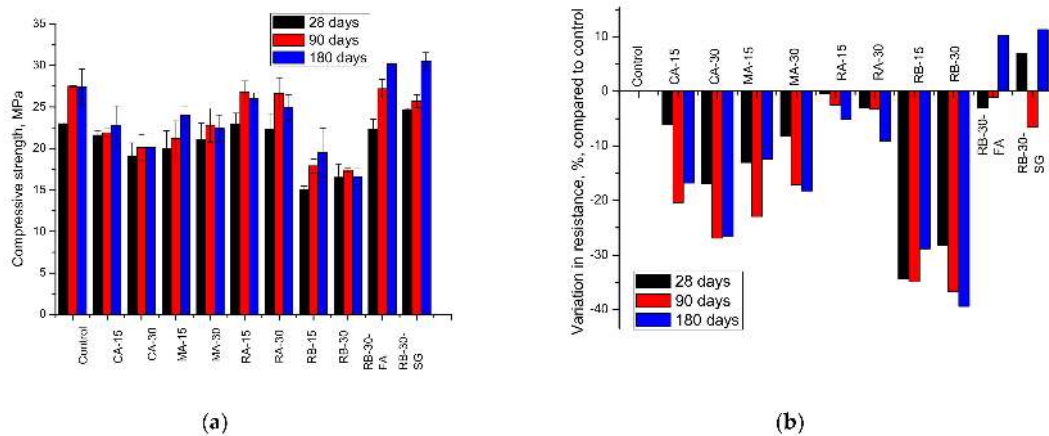 35
30
25
20
15
10
5
0
Compressive strength, MPa
28 days
90 days
180 days
Control
CA-15
CA-30
MA-15
MA-30
RA-15
RA-30
RB-15
RB-30
RB-30-
FA
RB-30-
SG
(a)
10
0
-10
-20
-30
-40
Variation in resistance, %, compared to control
Control
CA-15
CA-30
MA-15
MA-30
RA-15
RA-30
RB-15
RB-30
RB-30-
FA
RB-30-
SG
28 days
90 days
180 days
(b)